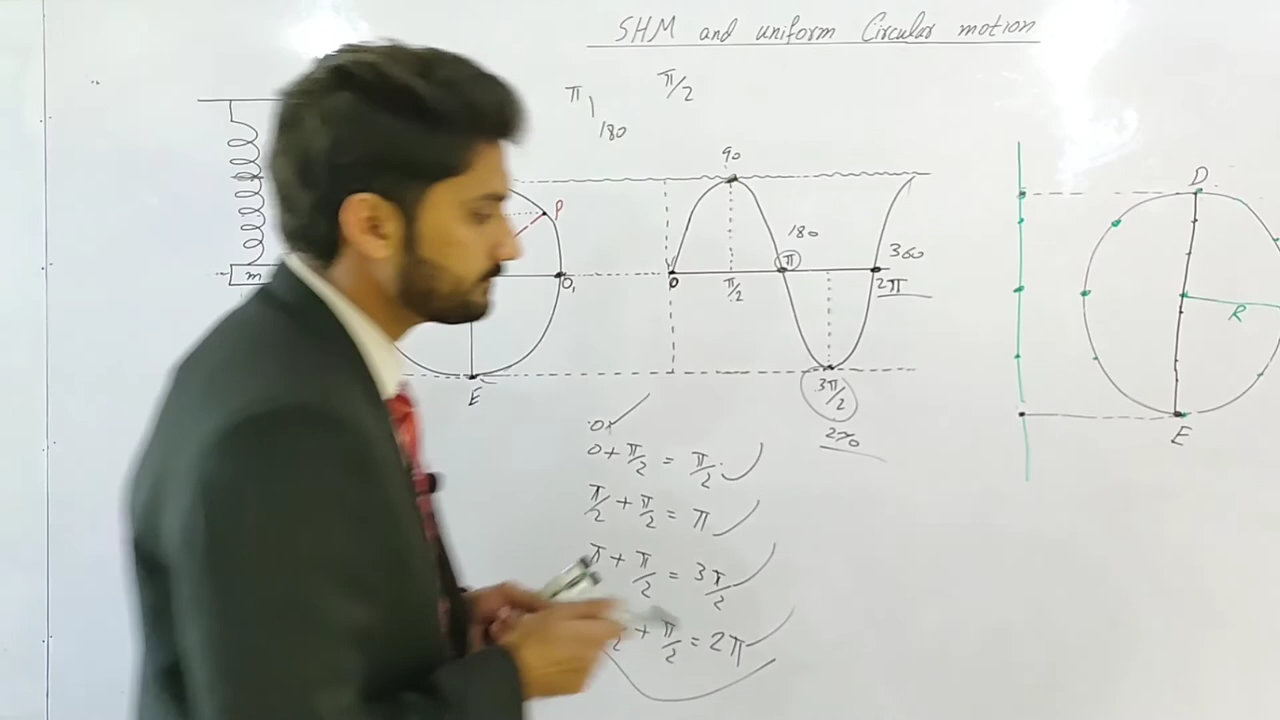 SHM and uniform Circular motion
π/2
π
180
90
P
180
360
m
O₁
0
π/2
π
2π
E
3π/2
270
D
R
E
0
0 + π/2 = π/2
π/2 + π/2 = π
π + π/2 = 3π/2
2 + π/2 = 2π